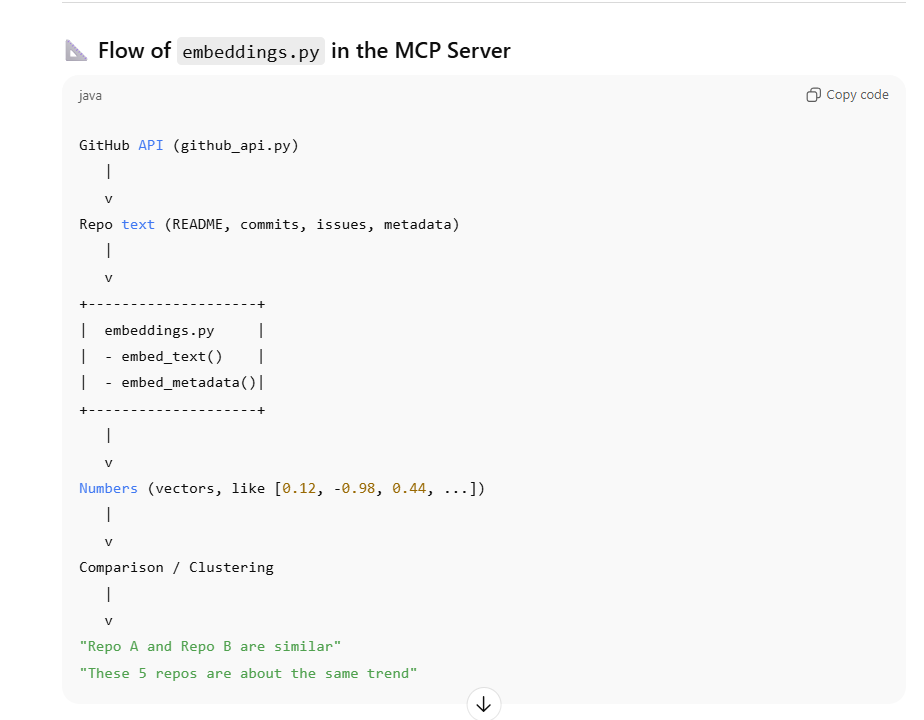 Flow of embeddings.py in the MCP Server
java
Copy code
GitHub API (github_api.py)
|
v
Repo text (README, commits, issues, metadata)
|
v
+--------------------+
|  embeddings.py     |
|  - embed_text()    |
|  - embed_metadata()|
+--------------------+
|
v
Numbers (vectors, like [0.12, -0.98, 0.44, ...])
|
v
Comparison / Clustering
|
v
"Repo A and Repo B are similar"
"These 5 repos are about the same trend"